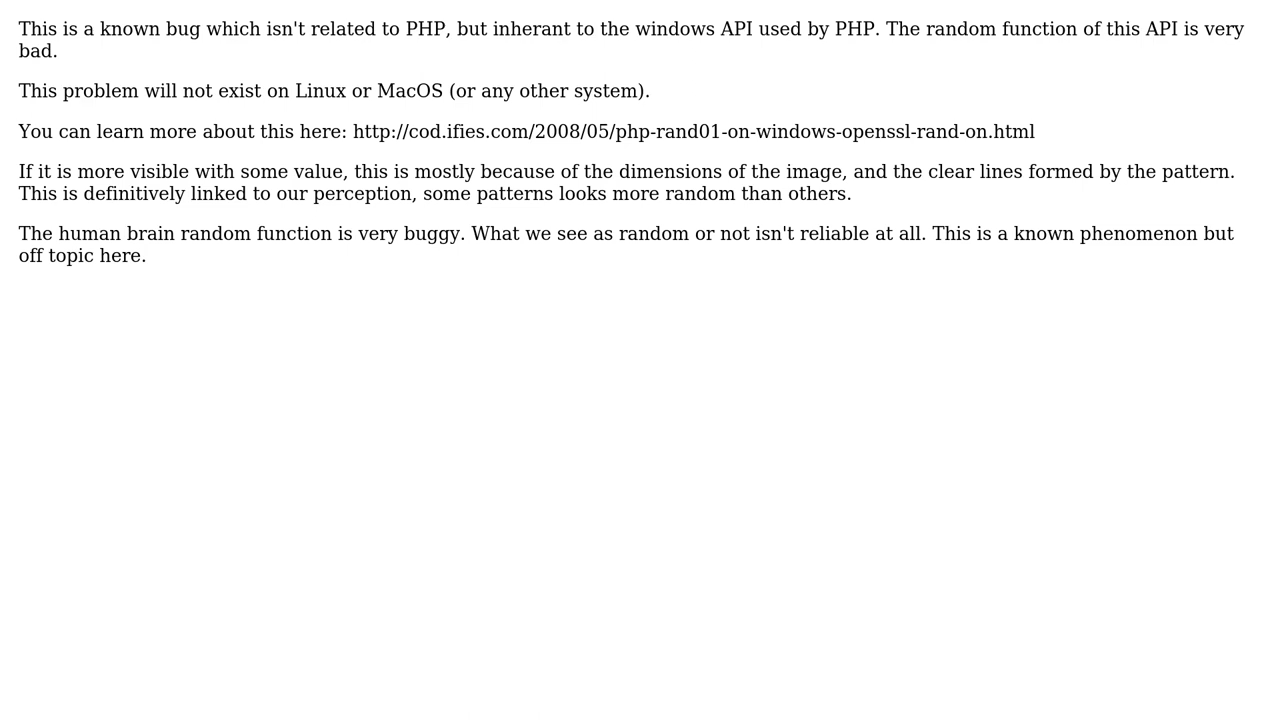 This is a known bug which isn't related to PHP, but inherant to the windows API used by PHP. The random function of this API is very
bad.
This problem will not exist on Linux or MacOS (or any other system).
You can learn more about this here: http://cod.ifies.com/2008/05/php-rand01-on-windows-openssl-rand-on.html
If it is more visible with some value, this is mostly because of the dimensions of the image, and the clear lines formed by the pattern.
This is definitively linked to our perception, some patterns looks more random than others.
The human brain random function is very buggy. What we see as random or not isn't reliable at all. This is a known phenomenon but
off topic here.